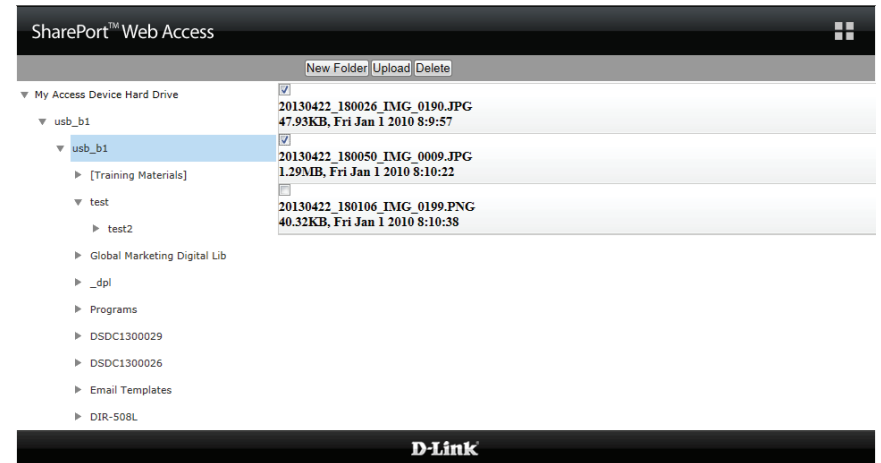 SharePort™ Web Access
New Folder Upload Delete
My Access Device Hard Drive
usb_b1
usb_b1
[Training Materials]
test
test2
Global Marketing Digital Lib
_dpl
Programs
DSDC1300029
DSDC1300026
Email Templates
DIR-508L
20130422_180026_IMG_0190.JPG
47.93KB, Fri Jan 1 2010 8:9:57
20130422_180050_IMG_0009.JPG
1.29MB, Fri Jan 1 2010 8:10:22
20130422_180106_IMG_0199.PNG
40.32KB, Fri Jan 1 2010 8:10:38
D-Link